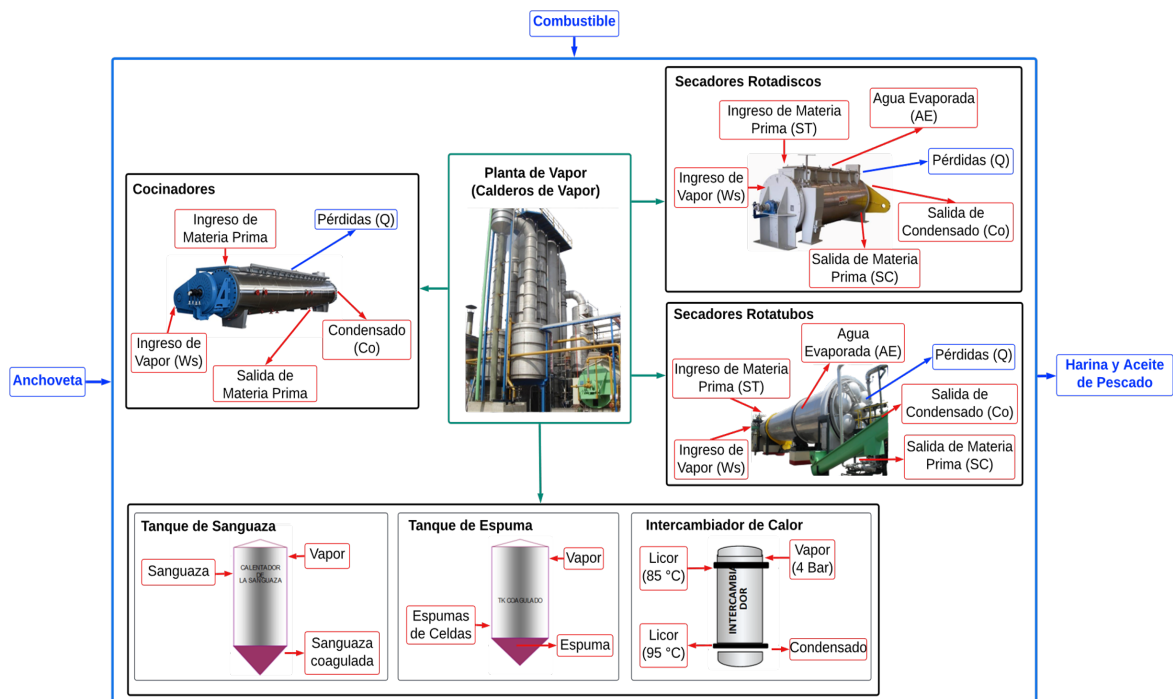 Combustible
Secadores Rotadiscos
Ingreso de Materia
Prima (ST)
Agua Evaporada
(AE)
Pérdidas (Q)
Ingreso de
Vapor (Ws)
Salida de
Condensado (Co)
Salida de Materia
Prima (SC)
Planta de Vapor
(Calderos de Vapor)
Cocinadores
Ingreso de
Materia Prima
Pérdidas (Q)
Ingreso de
Vapor (Ws)
Condensado
(Co)
Salida de
Materia Prima
Anchoveta
Secadores Rotatubos
Agua
Evaporada (AE)
Pérdidas (Q)
Ingreso de Materia
Prima (ST)
Salida de
Condensado (Co)
Ingreso de
Vapor (Ws)
Salida de Materia
Prima (SC)
Harina y Aceite
de Pescado
Tanque de Sanguaza
Vapor
Sanguaza
CALENTADOR
DE
LA SANGUAZA
Sanguaza
coagulada
Tanque de Espuma
Vapor
TK COAGULADO
Espumas
de Celdas
Espuma
Intercambiador de Calor
Licor
(85 °C)
Vapor
(4 Bar)
INTERCAMBIA
DOR
Licor
(95 °C)
Condensado